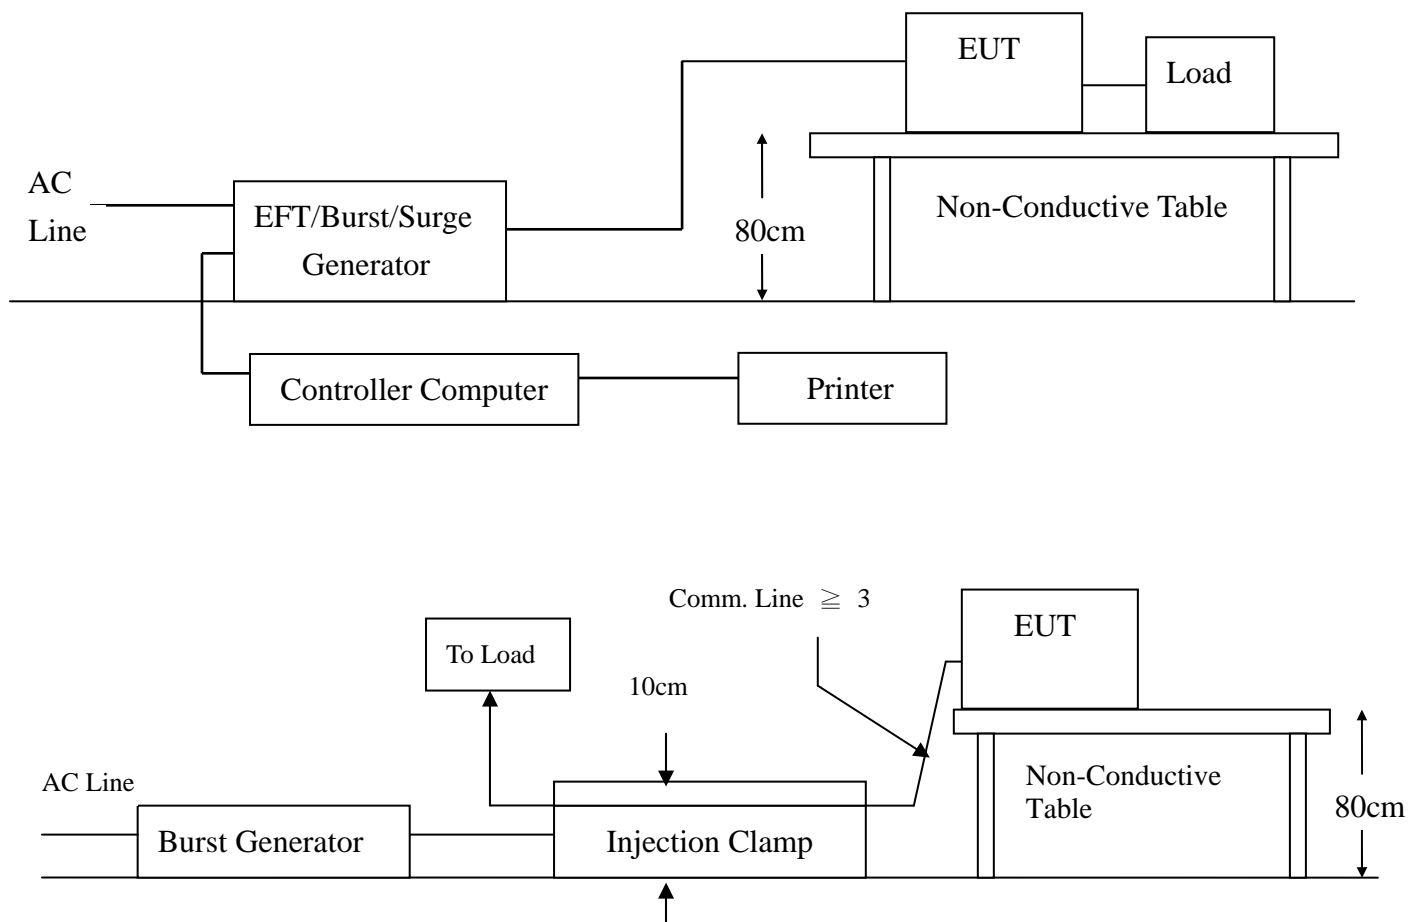 EUT
Load
AC
Line
EFT/Burst/Surge
Generator
80cm
Non-Conductive Table
Controller Computer
Printer
Comm. Line ≧ 3
EUT
To Load
10cm
AC Line
Non-Conductive
Table
80cm
Burst Generator
Injection Clamp